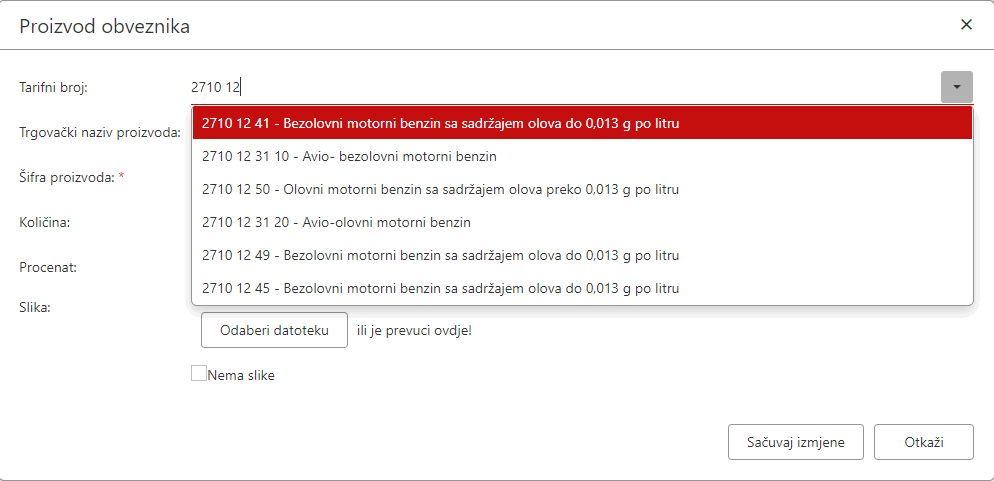 Proizvod obveznika
Tarifni broj: 2710 12
2710 12 41 - Bezolovni motorni benzin sa sadržajem olova do 0,013 g po litru
Trgovački naziv proizvoda:
2710 12 31 10 - Avio- bezolovni motorni benzin
Šifra proizvoda: *
2710 12 50 - Olovni motorni benzin sa sadržajem olova preko 0,013 g po litru
Količina:
2710 12 31 20 - Avio-olovni motorni benzin
2710 12 49 - Bezolovni motorni benzin sa sadržajem olova do 0,013 g po litru
Procenat:
2710 12 45 - Bezolovni motorni benzin sa sadržajem olova do 0,013 g po litru
Slika:
Odaberi datoteku ili je prevuci ovdje!
Nema slike
Sačuvaj izmjene Otkaži